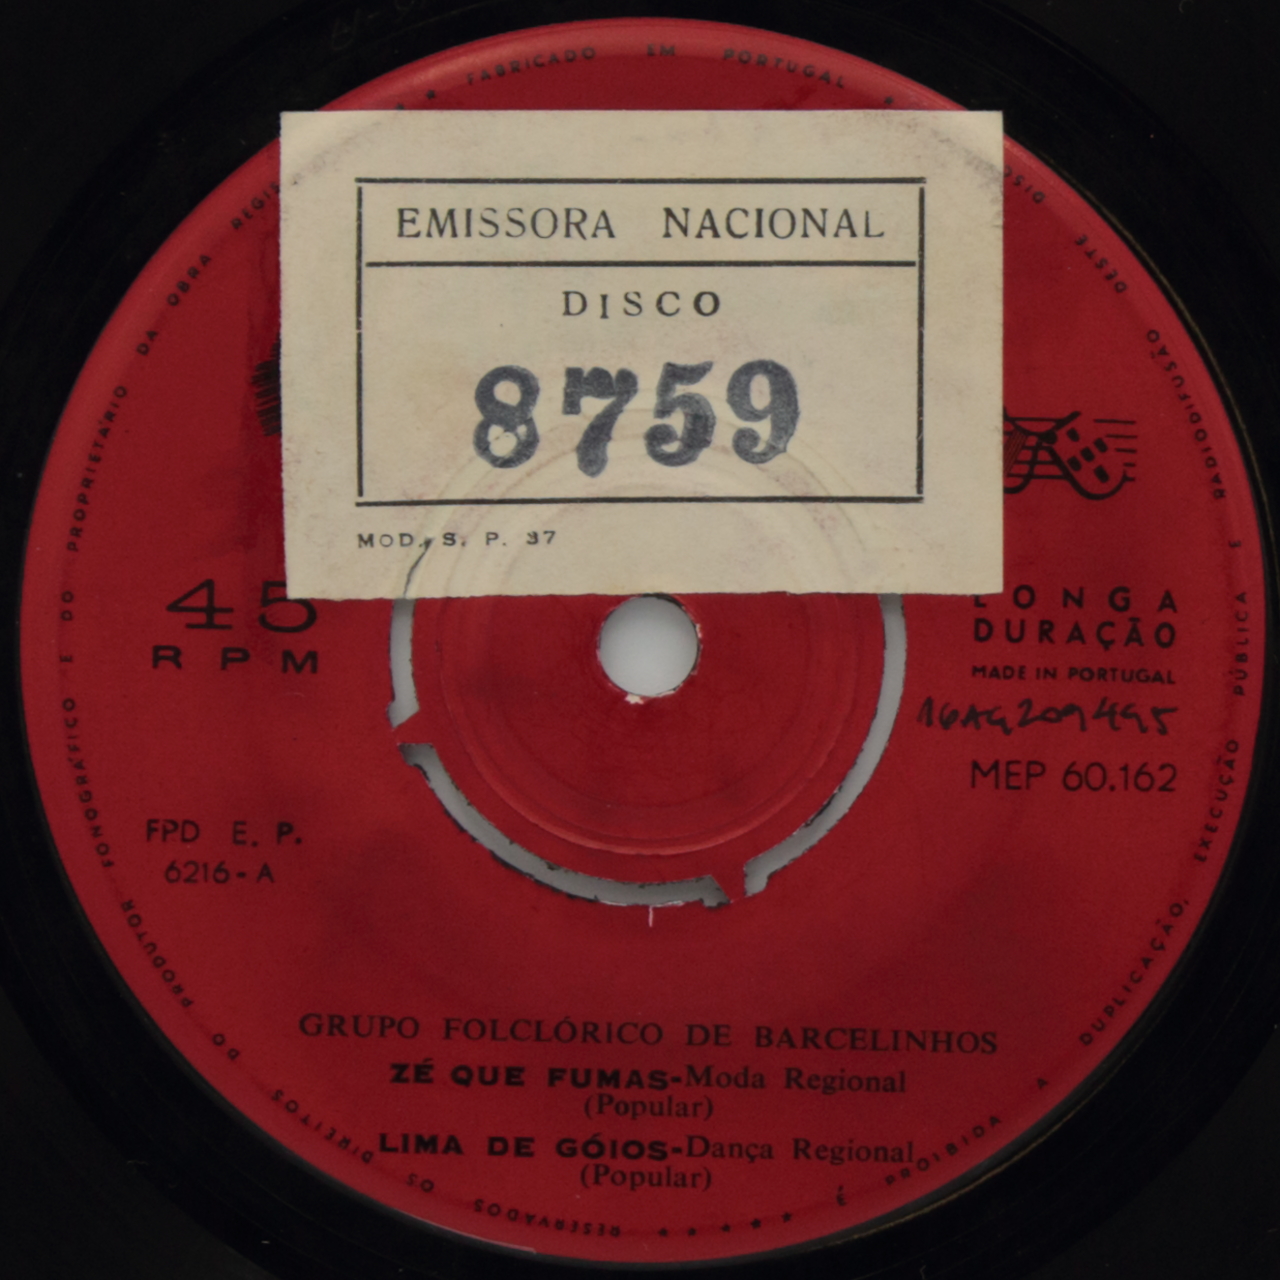 FABRICADO EM PORTUGAL
EMISSORA NACIONAL
DISCO
8759
MOD. S. P. 37
45
RPM
LONGA
DURAÇÃO
MADE IN PORTUGAL
MEP 60.162
FPD E. P.
6216-A
GRUPO FOLCLÓRICO DE BARCELINHOS
ZÉ QUE FUMAS-Moda Regional
(Popular)
LIMA DE GÓIOS-Dança Regional
(Popular)
É PROIBIDA A DUPLICAÇÃO, EXECUÇÃO PÚBLICA E RADIODIFUSÃO DESTE DISCO
RESERVADOS OS DIREITOS DO PRODUTOR FONOGRÁFICO E DO PROPRIETÁRIO DA OBRA REGIS